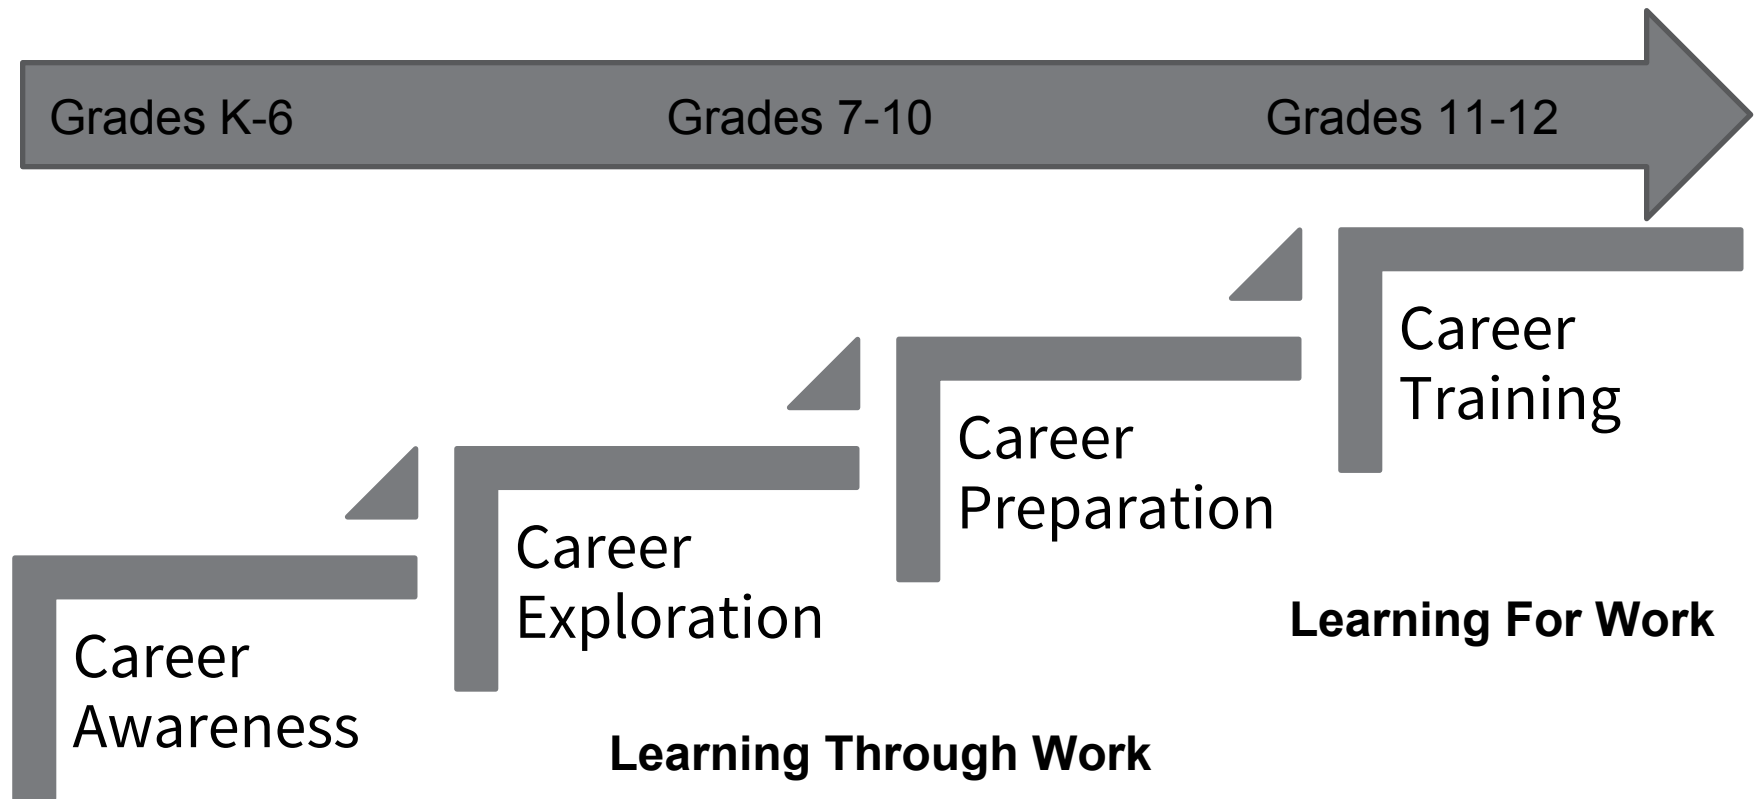 Grades K-6
Grades 7-10
Grades 11-12
Career
Training
Career
Preparation
Career
Exploration
Learning For Work
Career
Awareness
Learning Through Work